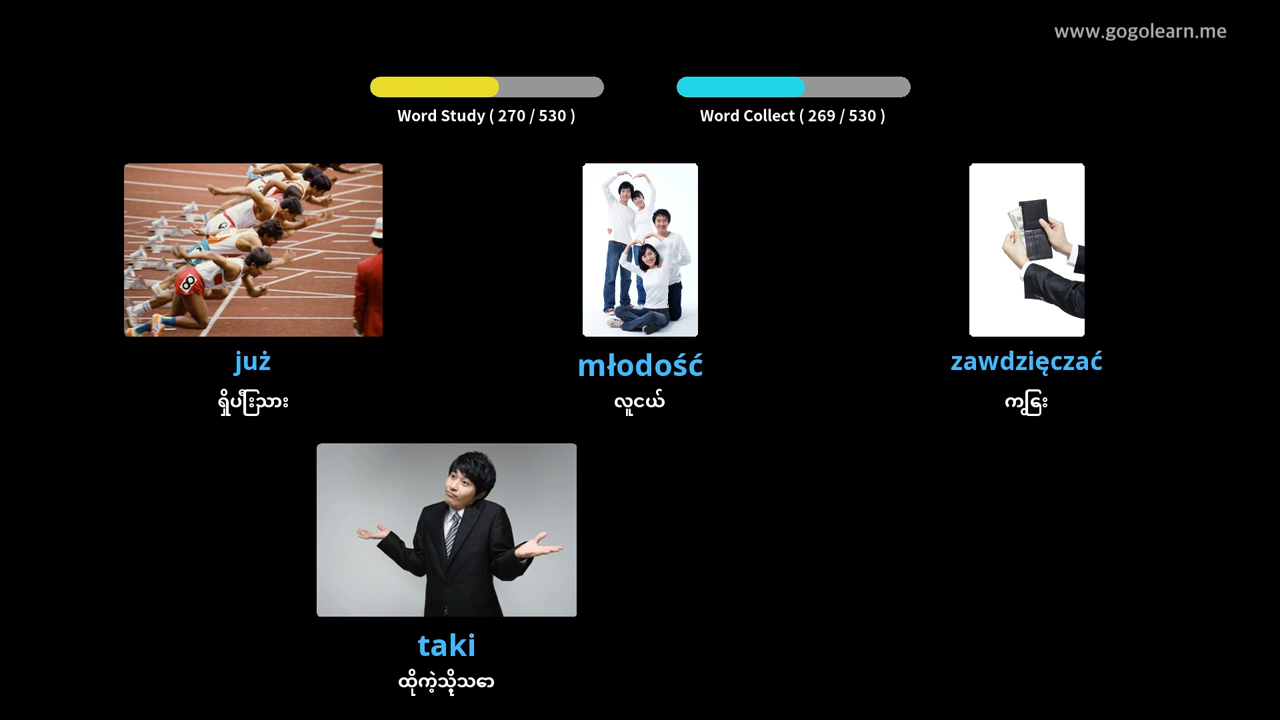 www.gogolearn.me
Word Study ( 270 / 530 )
Word Collect ( 269 / 530 )
już
ရှိပြီးသား
młodość
လူငယ်
zawdzięczać
ကြွေး
taki
ထိုကဲ့သို့သော